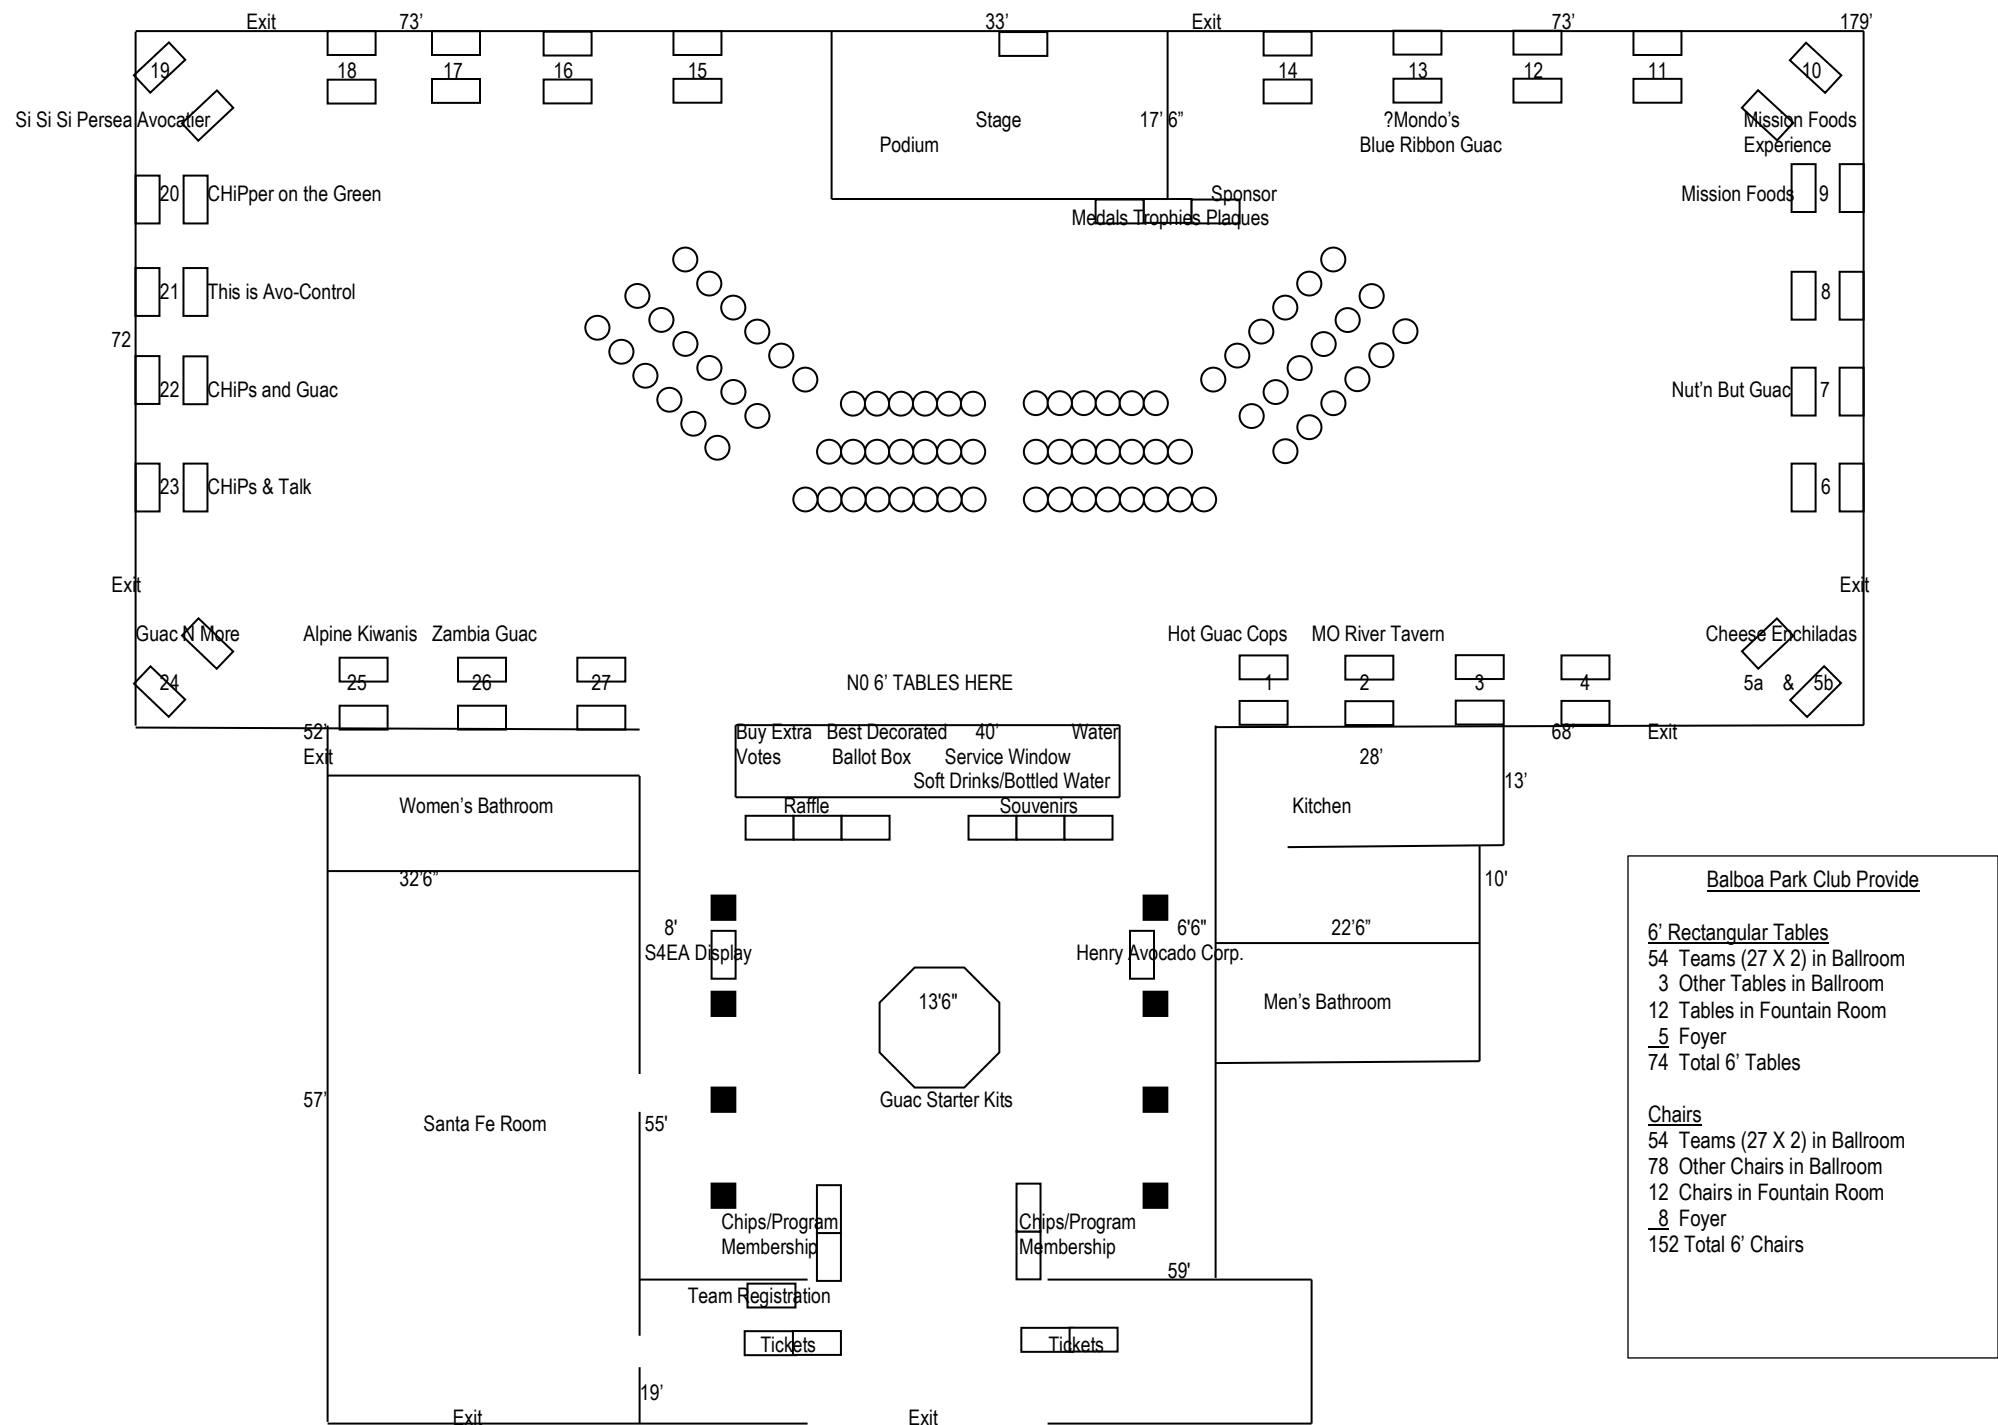 Exit 73’ 33’ Exit 73’ 179’
19 18 17 16 15 14 13 12 11 10
Si Si Si Persea Avocatier
Stage 17’ 6”
Podium
?Mondo’s
Blue Ribbon Guac
Mission Foods
Experience
20 CHiPper on the Green
Mission Foods 9
Sponsor
Medals Trophies Plaques
21 This is Avo-Control
8
72
22 CHiPs and Guac
Nut’n But Guac 7
23 CHiPs & Talk
6
Exit
Exit
Guac N More
Alpine Kiwanis
Zambia Guac
Hot Guac Cops
MO River Tavern
Cheese Enchiladas
24 25 26 27
N0 6’ TABLES HERE
1 2 3 4 5a & 5b
52’
Exit
Buy Extra
Votes
Best Decorated
Ballot Box
40’
Service Window
Water
Soft Drinks/Bottled Water
68’ Exit
28’
13’
Women’s Bathroom
Raffle
Souvenirs
Kitchen
32’6”
10'
8'
S4EA Display
6'6"
Henry Avocado Corp.
22’6”
13'6"
Men’s Bathroom
Guac Starter Kits
57’
Santa Fe Room
55'
Chips/Program
Membership
Chips/Program
Membership
59'
Team Registration
Tickets
Tickets
19’
Exit
Exit
Balboa Park Club Provide
6’ Rectangular Tables
54 Teams (27 X 2) in Ballroom
3 Other Tables in Ballroom
12 Tables in Fountain Room
5 Foyer
74 Total 6’ Tables
Chairs
54 Teams (27 X 2) in Ballroom
78 Other Chairs in Ballroom
12 Chairs in Fountain Room
8 Foyer
152 Total 6’ Chairs